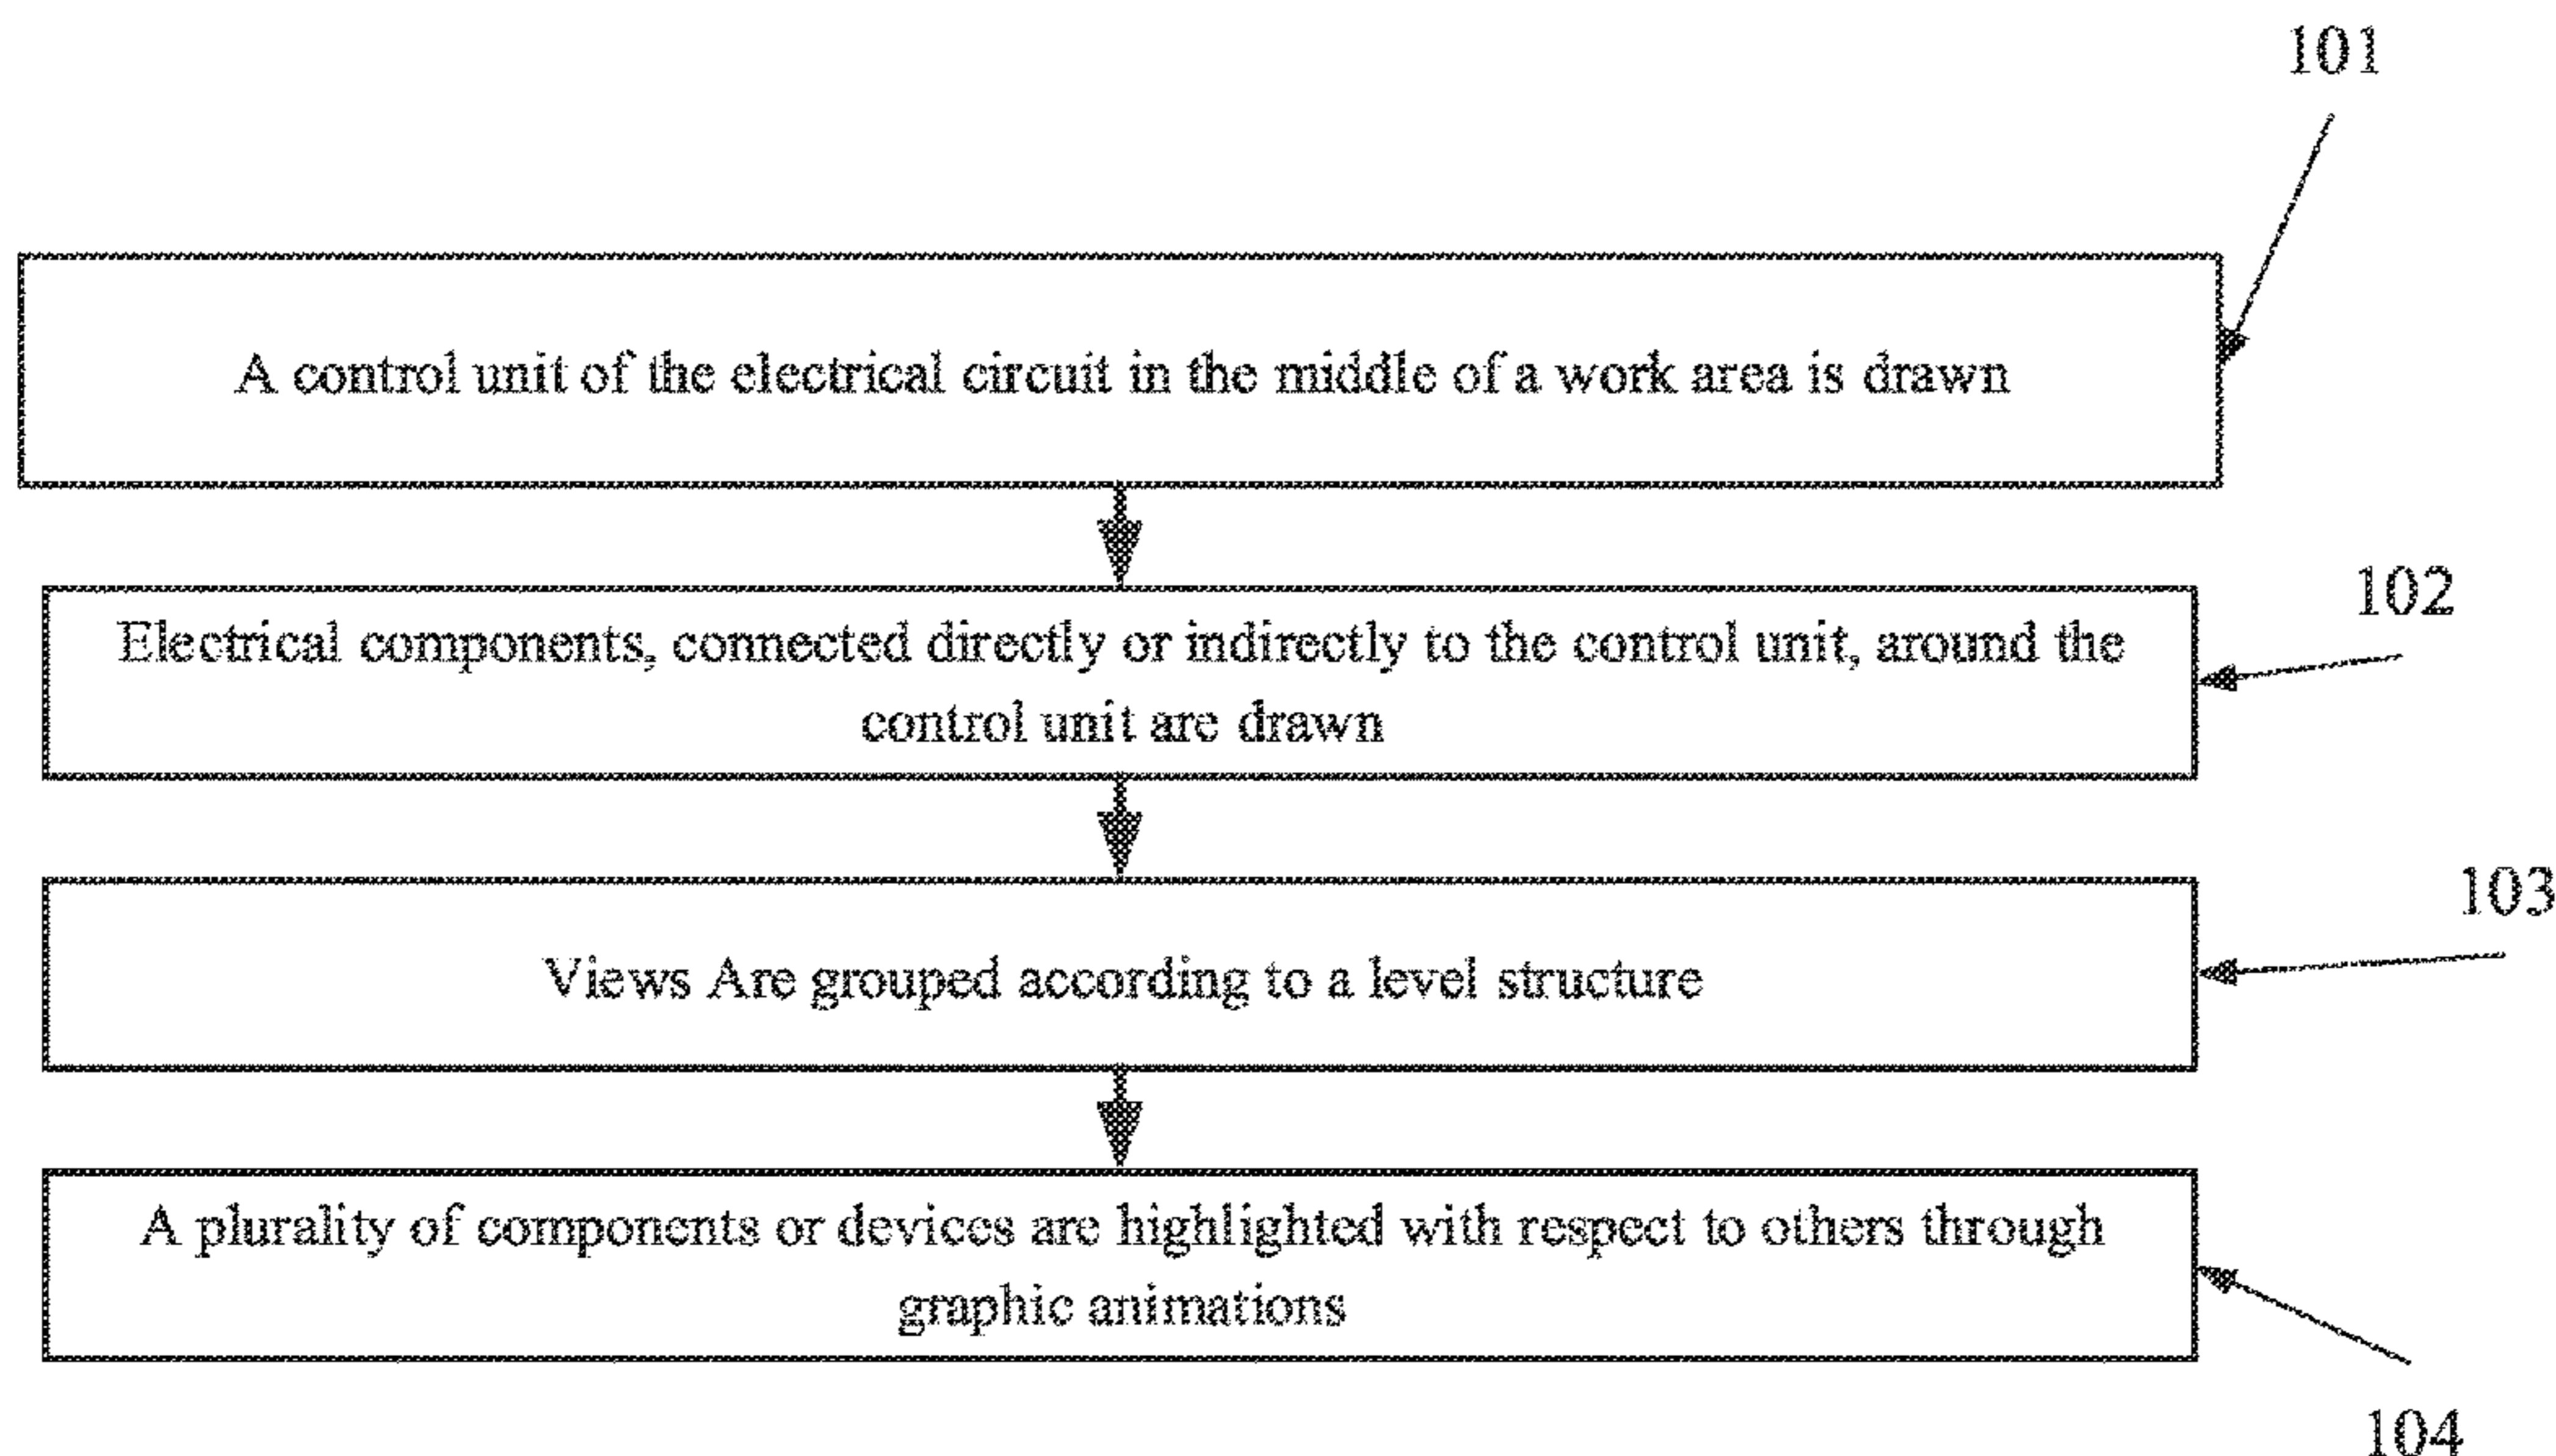 101
A control unit of the electrical circuit in the middle of a work area is drawn
102
Electrical components, connected directly or indirectly to the control unit, around the
control unit are drawn
103
Views Are grouped according to a level structure
A plurality of components or devices are highlighted with respect to others through
graphic animations
104